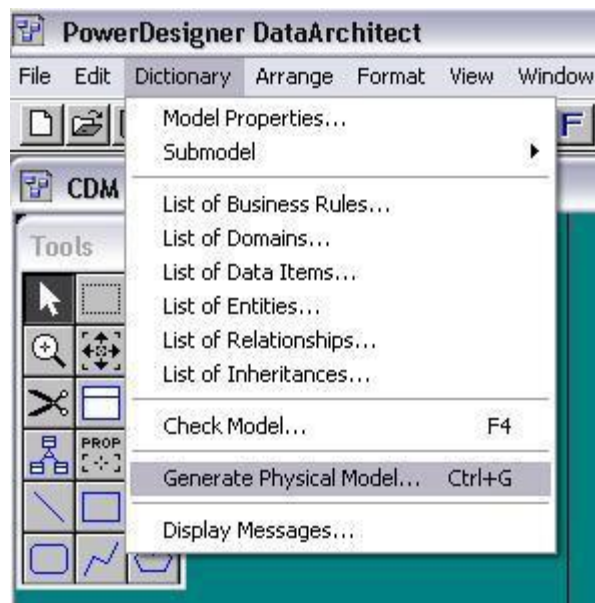 PowerDesigner DataArchitect
File Edit Dictionary Arrange Format View Window
F
CDM
Tools
PROP
Model Properties...
Submodel
List of Business Rules...
List of Domains...
List of Data Items...
List of Entities...
List of Relationships...
List of Inheritances...
Check Model... F4
Generate Physical Model... Ctrl+G
Display Messages...